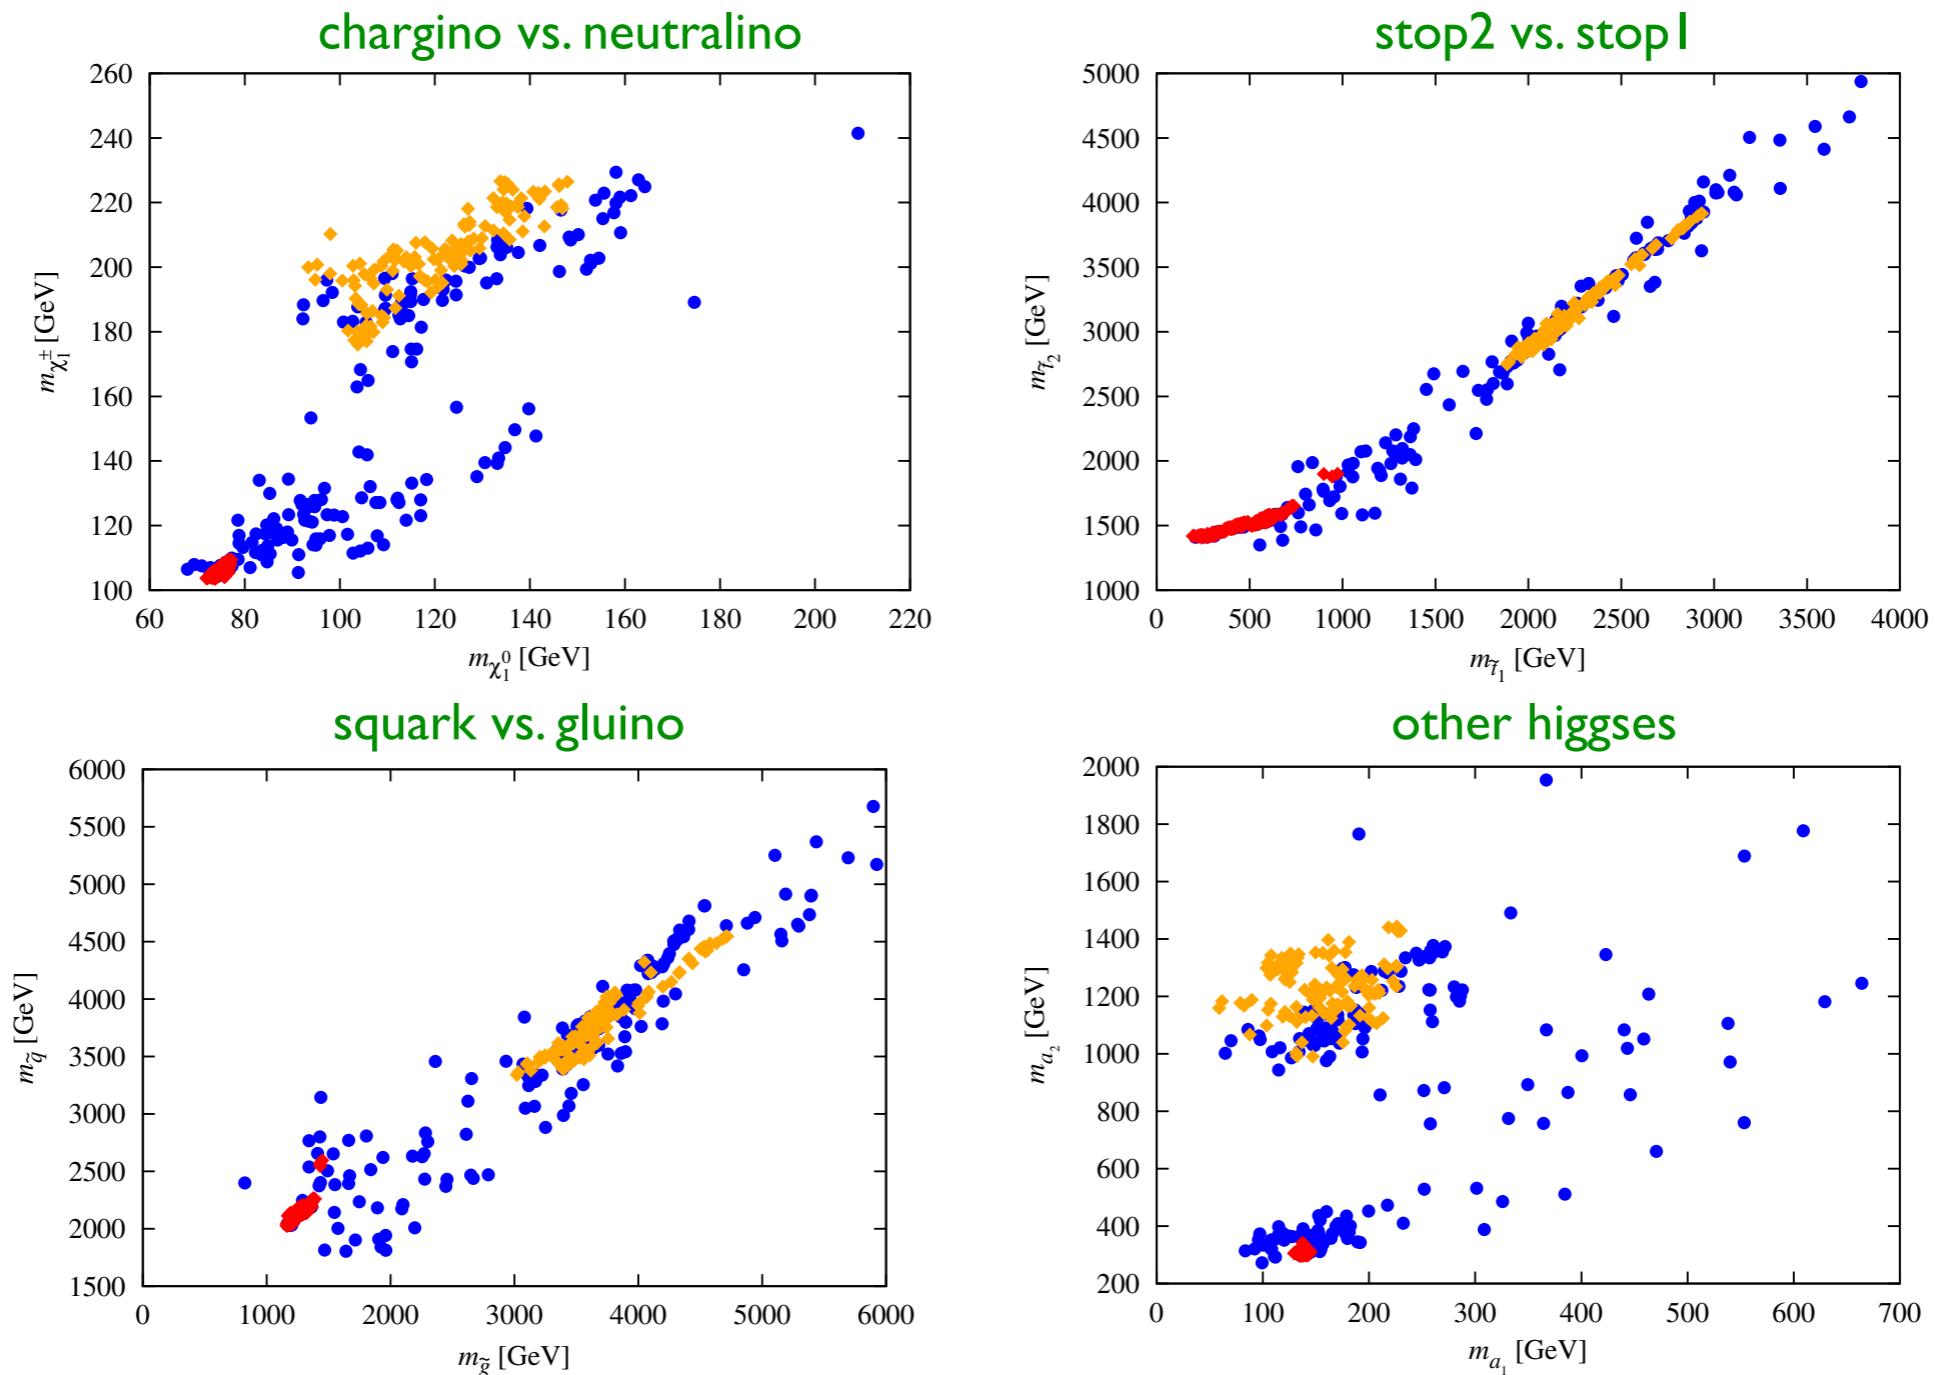 chargino vs. neutralino
260
240
220
200
180
160
140
120
100
60 80 100 120 140 160 180 200 220
m_{χ_1^±} [GeV]
m_{χ_1^0} [GeV]
stop2 vs. stop1
5000
4500
4000
3500
3000
2500
2000
1500
1000
0 500 1000 1500 2000 2500 3000 3500 4000
m_{t̃_2} [GeV]
m_{t̃_1} [GeV]
squark vs. gluino
6000
5500
5000
4500
4000
3500
3000
2500
2000
1500
0 1000 2000 3000 4000 5000 6000
m_{q̃} [GeV]
m_{g̃} [GeV]
other higgses
2000
1800
1600
1400
1200
1000
800
600
400
200
0 100 200 300 400 500 600 700
m_{a_2} [GeV]
m_{a_1} [GeV]